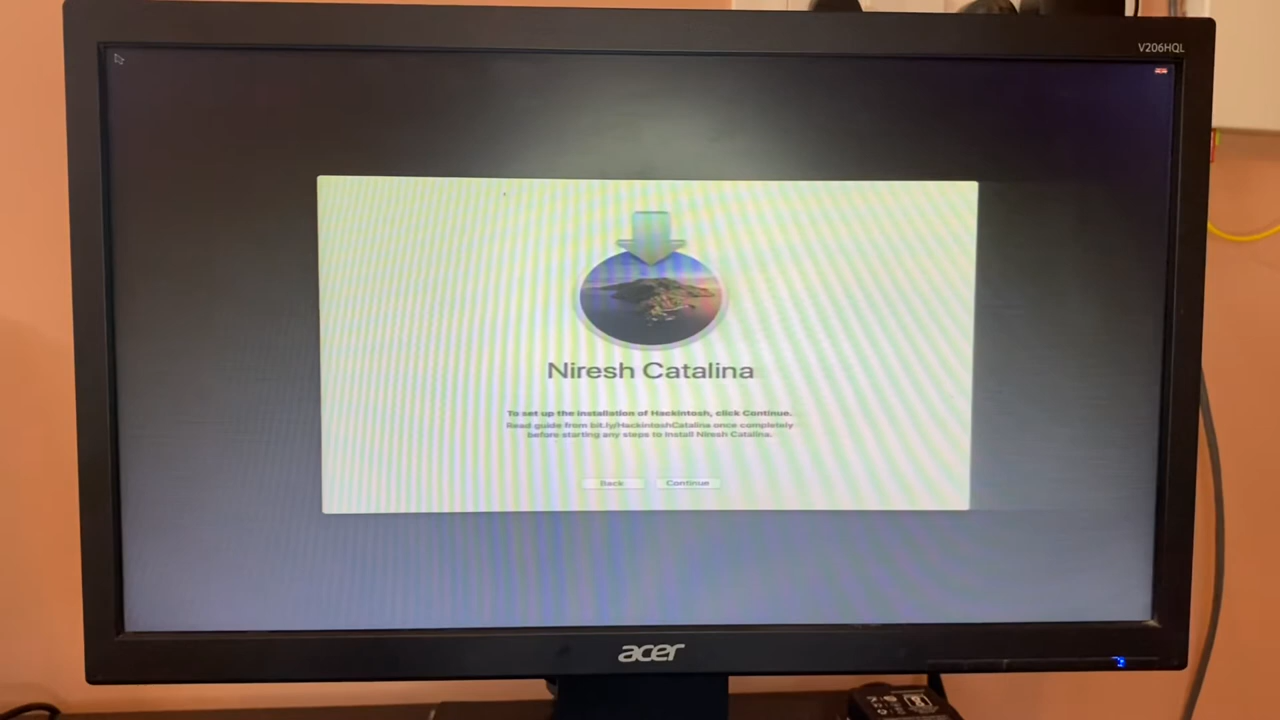 V206HQL
Niresh Catalina
To set up the installation of Hackintosh, click Continue.
Read guide from bit.ly/HackintoshCatalina once completely
before starting any steps to install Niresh Catalina.
Back
Continue
acer